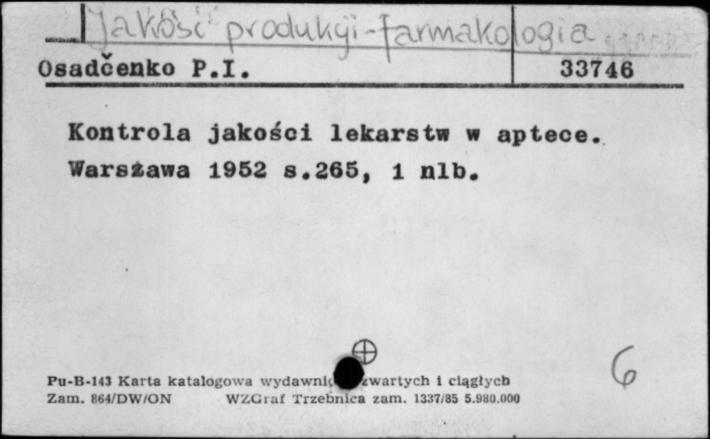 Jakość produkcji-farmakologia
Osadčenko P.I. 33746
Kontrola jakości lekarstw w aptece.
Warszawa 1952 s.265, 1 nlb.
6
Pu-B-143 Karta katalogowa wydawnic zwartych i ciągłych
Zam. 864/DW/ON WZGraf Trzebnica zam. 1337/85 5.980.000